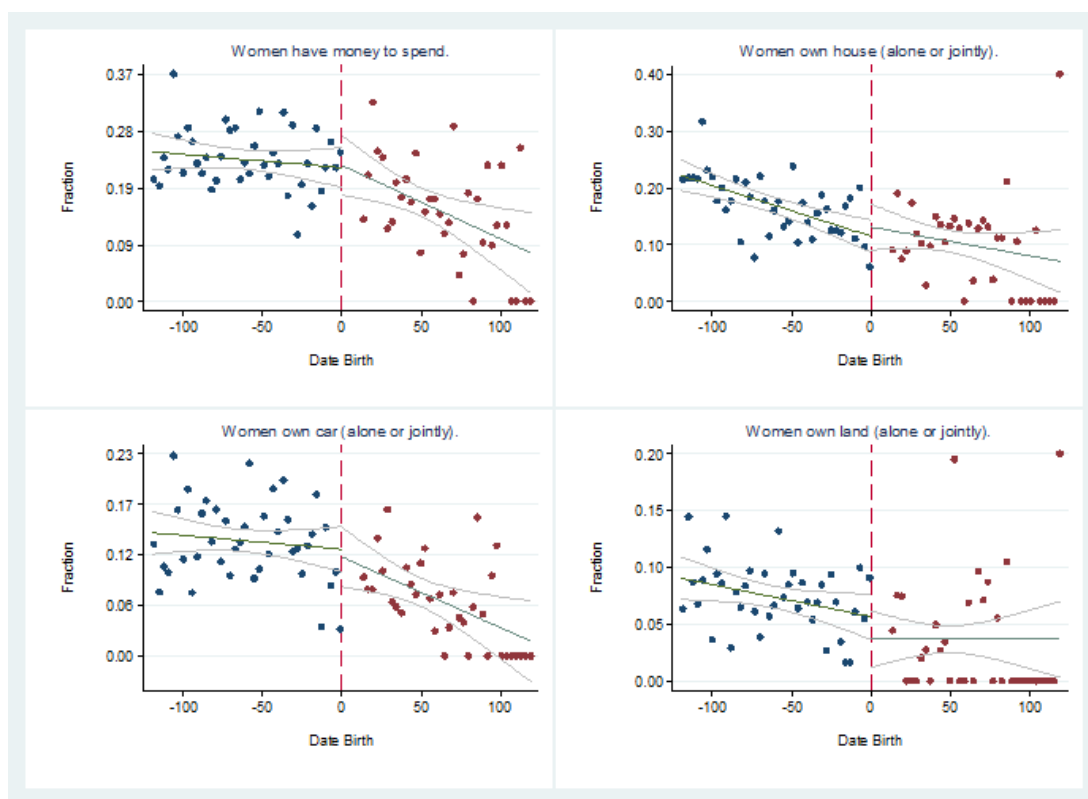 Women have money to spend.
0.37
0.28
0.19
0.09
0.00
Fraction
-100 -50 0 50 100
Date Birth
Women own house (alone or jointly).
0.40
0.30
0.20
0.10
0.00
Fraction
-100 -50 0 50 100
Date Birth
Women own car (alone or jointly).
0.23
0.17
0.12
0.06
0.00
Fraction
-100 -50 0 50 100
Date Birth
Women own land (alone or jointly).
0.20
0.15
0.10
0.05
0.00
Fraction
-100 -50 0 50 100
Date Birth